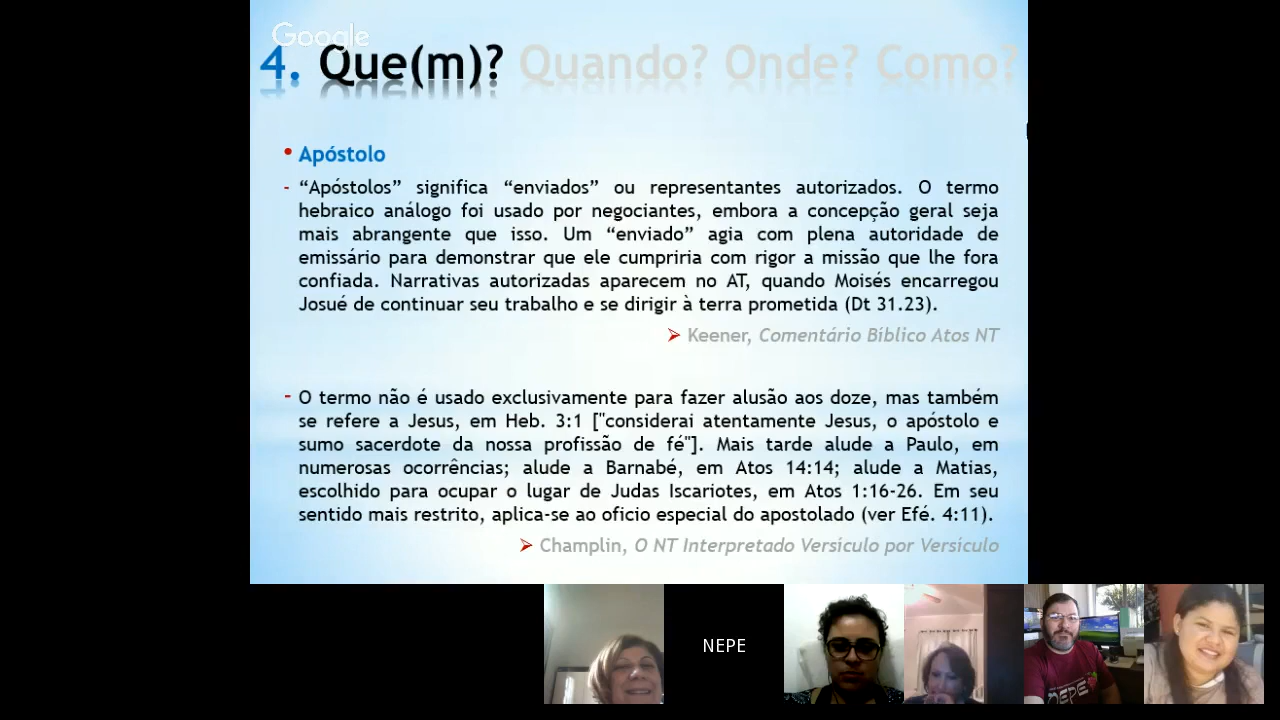 Google
4. Que(m)? Quando? Onde? Como?
• Apóstolo
- “Apóstolos” significa “enviados” ou representantes autorizados. O termo
hebraico análogo foi usado por negociantes, embora a concepção geral seja
mais abrangente que isso. Um “enviado” agia com plena autoridade de
emissário para demonstrar que ele cumpriria com rigor a missão que lhe fora
confiada. Narrativas autorizadas aparecem no AT, quando Moisés encarregou
Josué de continuar seu trabalho e se dirigir à terra prometida (Dt 31.23).
➢ Keener, Comentário Bíblico Atos NT
- O termo não é usado exclusivamente para fazer alusão aos doze, mas também
se refere a Jesus, em Heb. 3:1 ["considerai atentamente Jesus, o apóstolo e
sumo sacerdote da nossa profissão de fé"]. Mais tarde alude a Paulo, em
numerosas ocorrências; alude a Barnabé, em Atos 14:14; alude a Matias,
escolhido para ocupar o lugar de Judas Iscariotes, em Atos 1:16-26. Em seu
sentido mais restrito, aplica-se ao oficio especial do apostolado (ver Efé. 4:11).
➢ Champlin, O NT Interpretado Versículo por Versículo
NEPE
NEPE